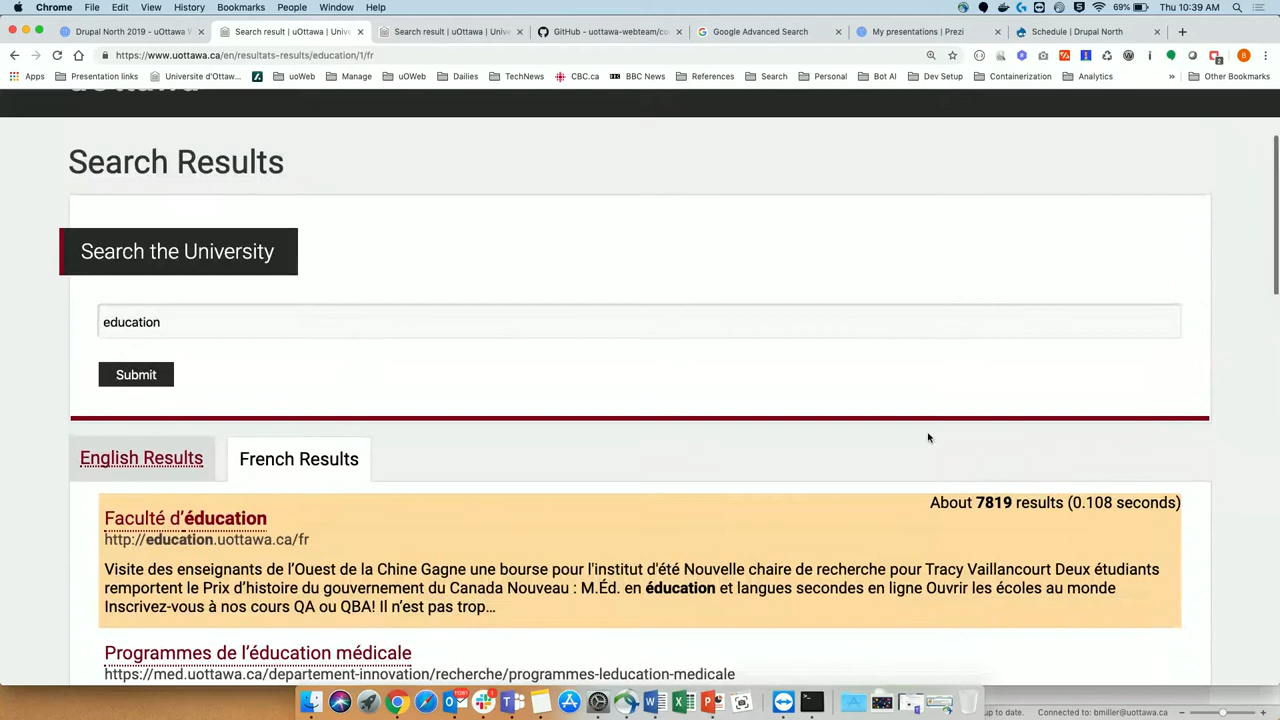 Chrome File Edit View History Bookmarks People Window Help 69% Thu 10:39 AM
Drupal North 2019 - uOttawa W Search result | uOttawa | Unive Search result | uOttawa | Unive GitHub - uottawa-webteam/co Google Advanced Search My presentations | Prezi Schedule | Drupal North
https://www.uottawa.ca/en/resultats-results/education/1/fr
Apps Presentation links Universite d'Ottaw... uoWeb Manage uOWeb Dailies TechNews CBC.ca BBC News References Search Personal Bot AI Dev Setup Containerization Analytics » Other Bookmarks
Search Results
Search the University
education
Submit
English Results French Results
About 7819 results (0.108 seconds)
Faculté d'éducation
http://education.uottawa.ca/fr
Visite des enseignants de l'Ouest de la Chine Gagne une bourse pour l'institut d'été Nouvelle chaire de recherche pour Tracy Vaillancourt Deux étudiants
remportent le Prix d'histoire du gouvernement du Canada Nouveau : M.Éd. en éducation et langues secondes en ligne Ouvrir les écoles au monde
Inscrivez-vous à nos cours QA ou QBA! Il n'est pas trop...
Programmes de l'éducation médicale
https://med.uottawa.ca/departement-innovation/recherche/programmes-leducation-medicale
up to date. Connected to: bmiller@uottawa.ca